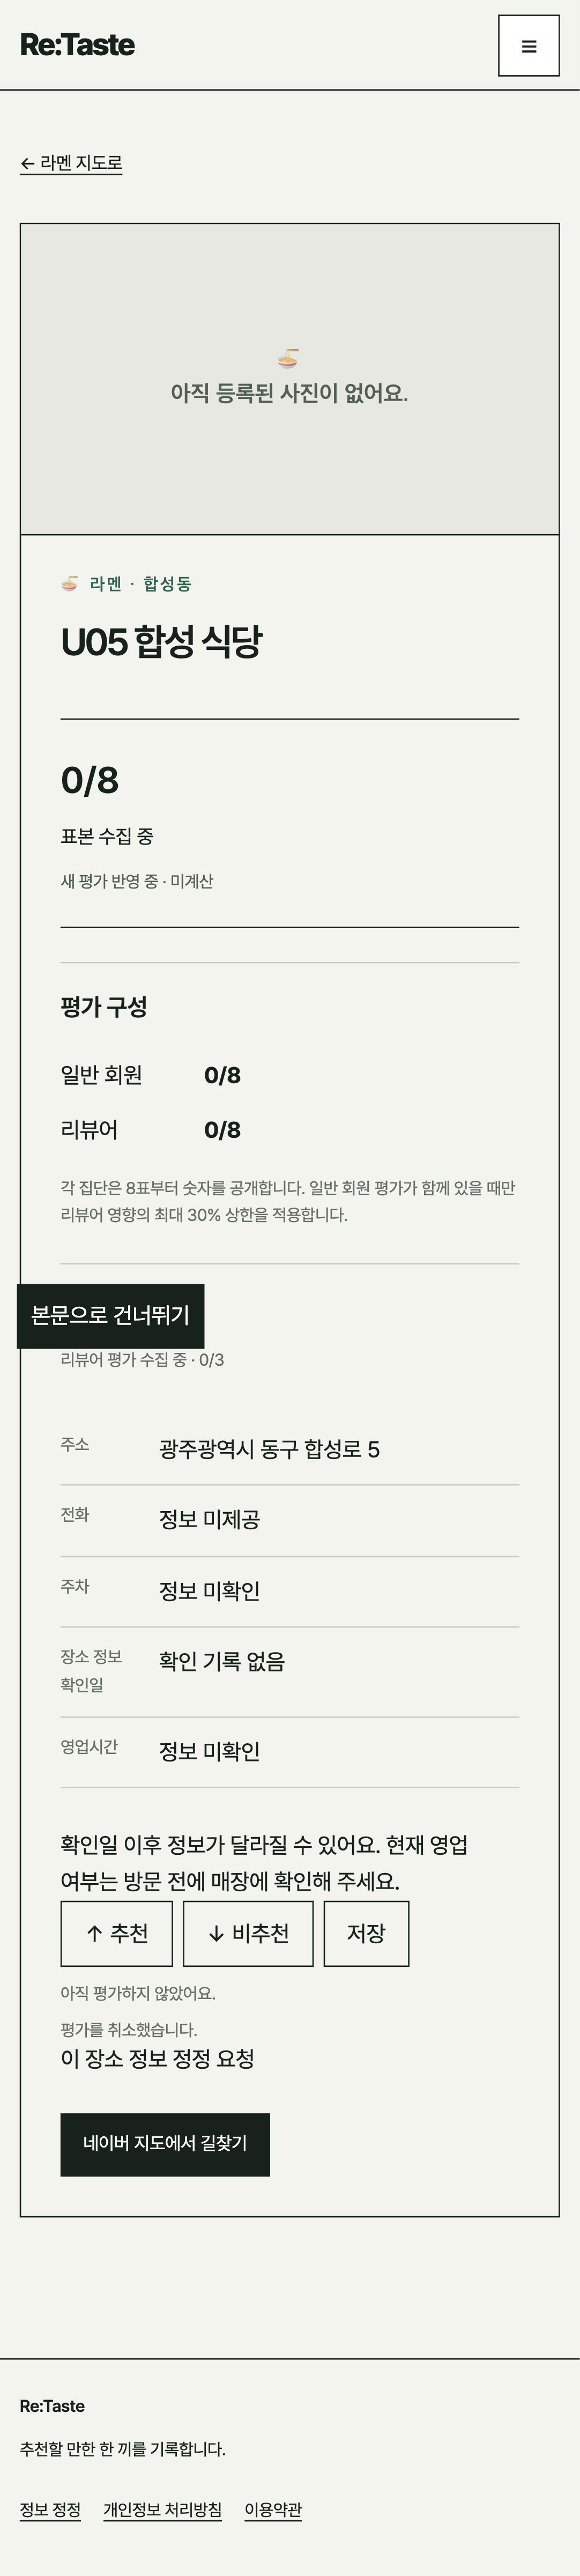 Re:Taste
≡
← 라멘 지도로
아직 등록된 사진이 없어요.
라멘 · 합성동
U05 합성 식당
0/8
표본 수집 중
새 평가 반영 중 · 미계산
평가 구성
일반 회원 0/8
리뷰어 0/8
각 집단은 8표부터 숫자를 공개합니다. 일반 회원 평가가 함께 있을 때만
리뷰어 영향의 최대 30% 상한을 적용합니다.
본문으로 건너뛰기
리뷰어 평가 수집 중 · 0/3
주소 광주광역시 동구 합성로 5
전화 정보 미제공
주차 정보 미확인
장소 정보 확인 기록 없음
확인일
영업시간 정보 미확인
확인일 이후 정보가 달라질 수 있어요. 현재 영업
여부는 방문 전에 매장에 확인해 주세요.
↑ 추천 ↓ 비추천 저장
아직 평가하지 않았어요.
평가를 취소했습니다.
이 장소 정보 정정 요청
네이버 지도에서 길찾기
Re:Taste
추천할 만한 한 끼를 기록합니다.
정보 정정 개인정보 처리방침 이용약관